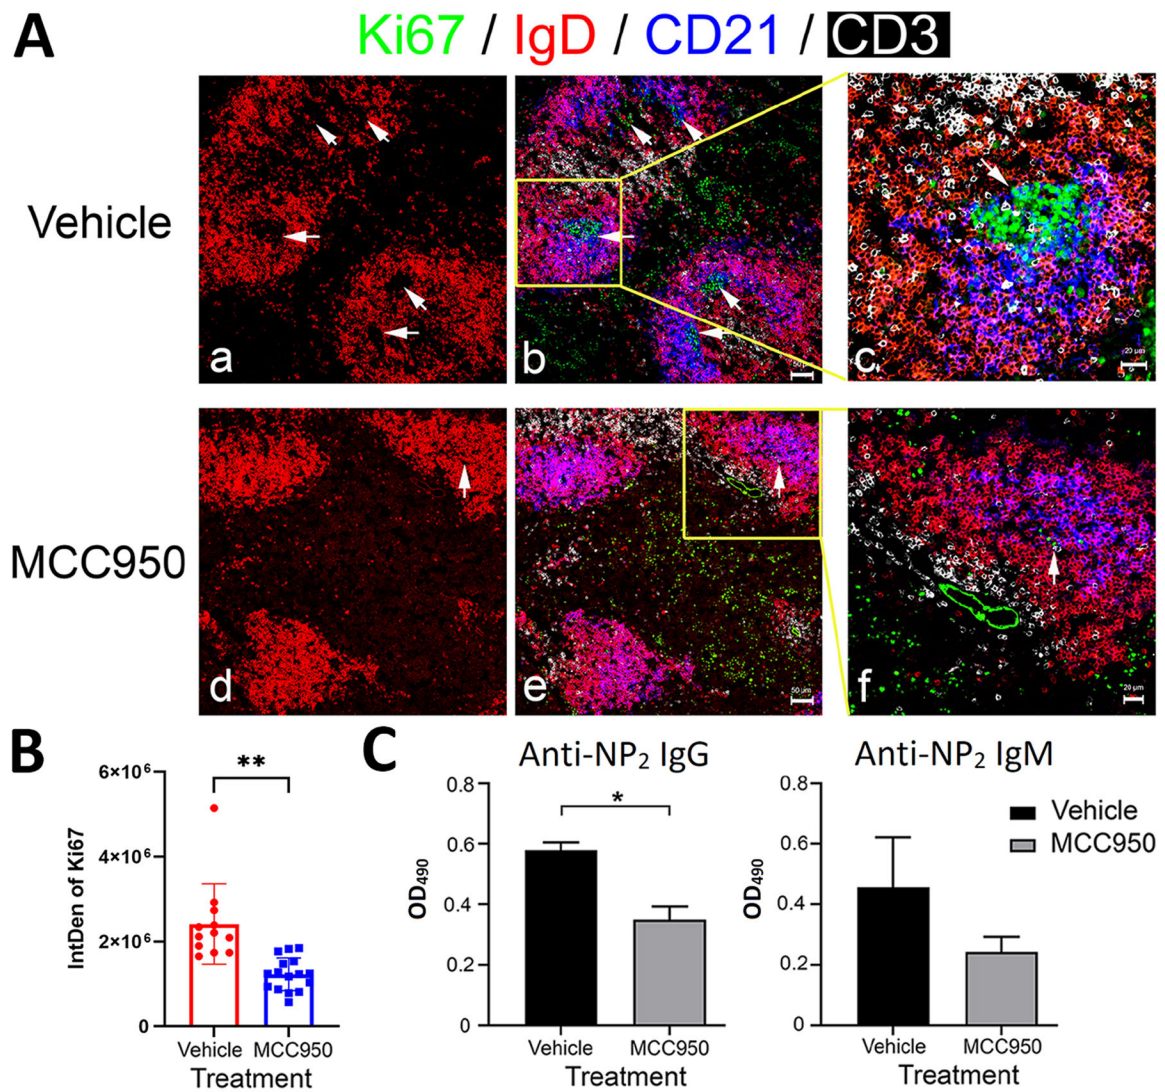 A
Ki67 / IgD / CD21 / CD3
Vehicle
a
b
50 µm
c
20 µm
MCC950
d
e
50 µm
f
20 µm
B
6×10⁶
4×10⁶
2×10⁶
0
IntDen of Ki67
**
Vehicle MCC950
Treatment
C
Anti-NP₂ IgG
0.8
0.6
0.4
0.2
0
OD₄₉₀
*
Vehicle MCC950
Treatment
Anti-NP₂ IgM
0.8
0.6
0.4
0.2
0
OD₄₉₀
Vehicle
MCC950
Vehicle MCC950
Treatment